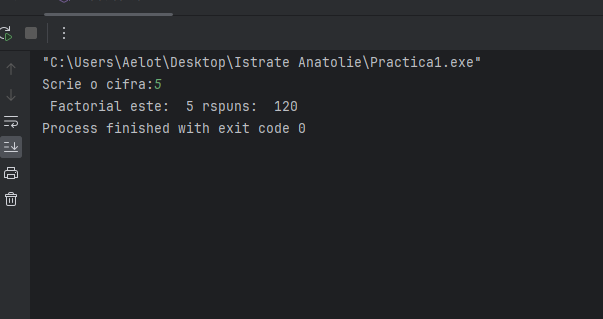 "C:\Users\Aelot\Desktop\Istrate Anatolie\Practica1.exe"
Scrie o cifra:5
 Factorial este:  5 rspuns:  120
Process finished with exit code 0